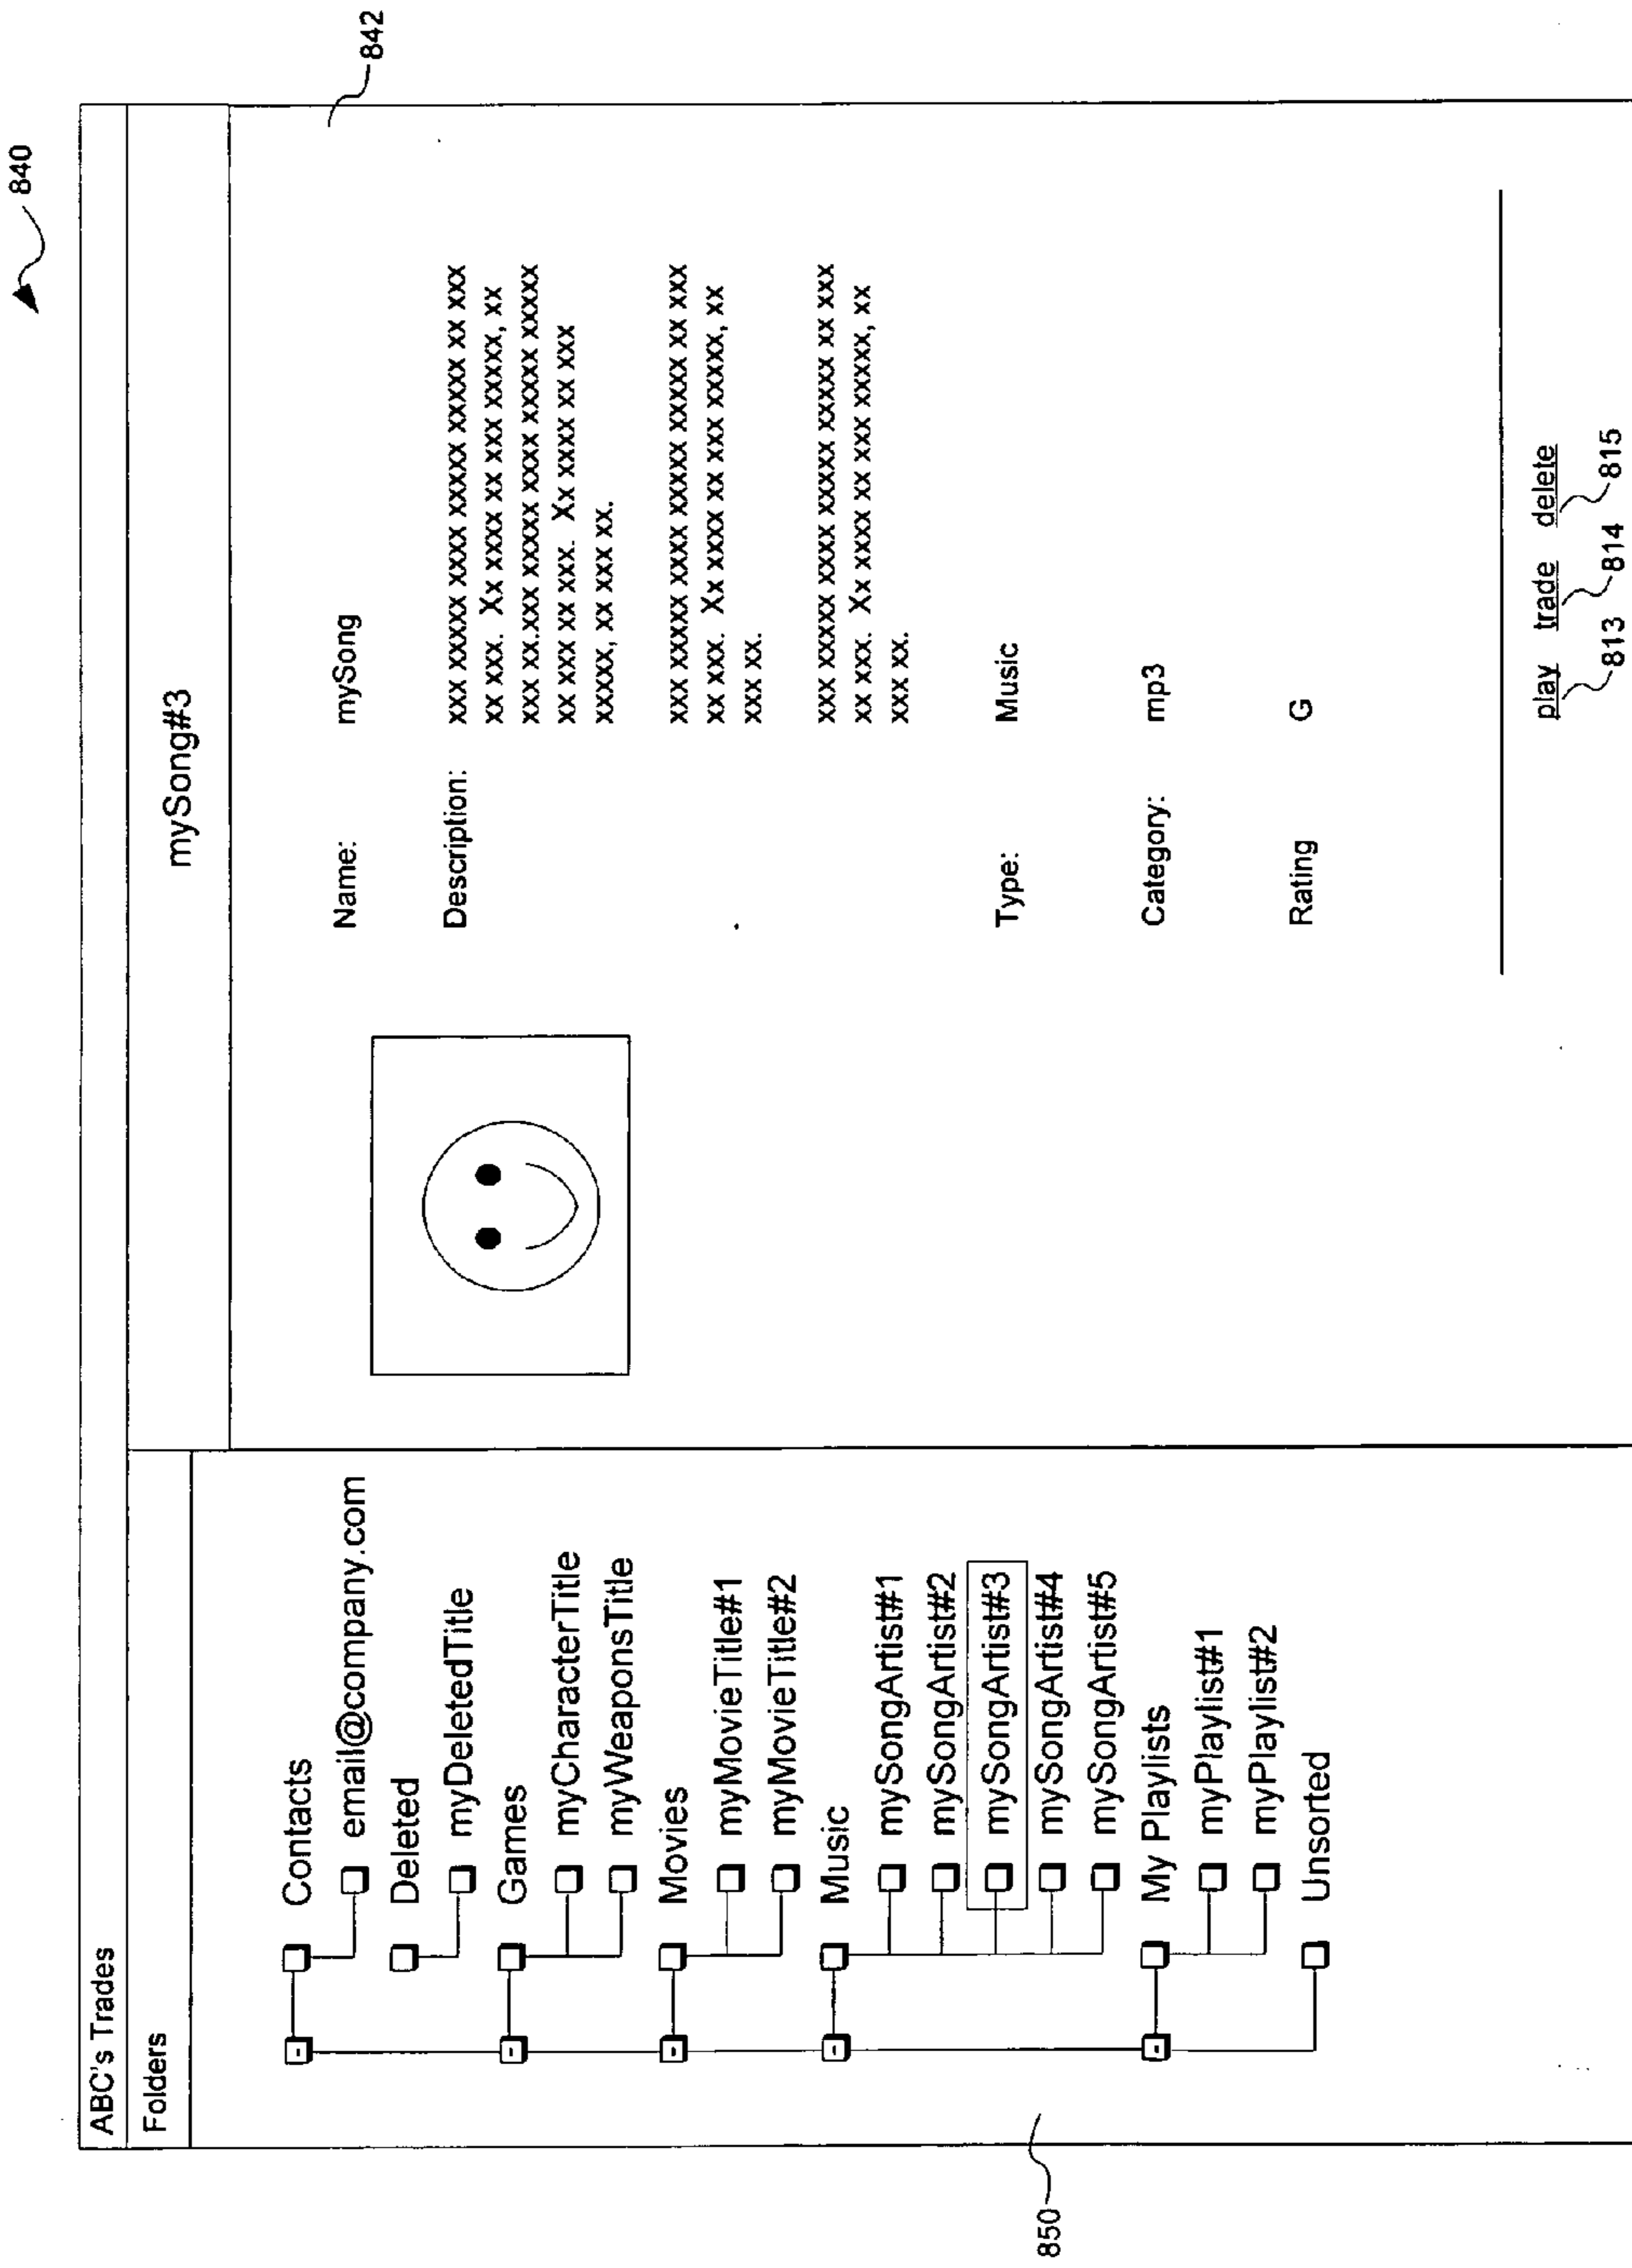 840
ABC's Trades
Folders
mySong#3
842
Contacts
email@company.com
Deleted
myDeletedTitle
Games
myCharacterTitle
myWeaponsTitle
Movies
myMovieTitle#1
myMovieTitle#2
Music
mySongArtist#1
mySongArtist#2
mySongArtist#3
mySongArtist#4
mySongArtist#5
My Playlists
myPlaylist#1
myPlaylist#2
Unsorted
850
Name: mySong
Description: xxx xxxxx xxxx xxxxx xxxxx xx xxx
xx xxx. Xx xxxx xx xxx xxxxx, xx
xxx xx.xxx xxxxx xxxx xxxxx xxxxx
xx xxx xx xxx. Xx xxxx xx xxx
xxxxx, xx xxx xx.
xxx xxxxx xxxx xxxxx xxxxx xx xxx
xx xxx. Xx xxxx xx xxx xxxxx, xx
xxx xx.
xxx xxxxx xxxx xxxxx xxxxx xx xxx
xx xxx. Xx xxxx xx xxx xxxxx, xx
xxx xx.
Type: Music
Category: mp3
Rating G
play trade delete
813 814 815